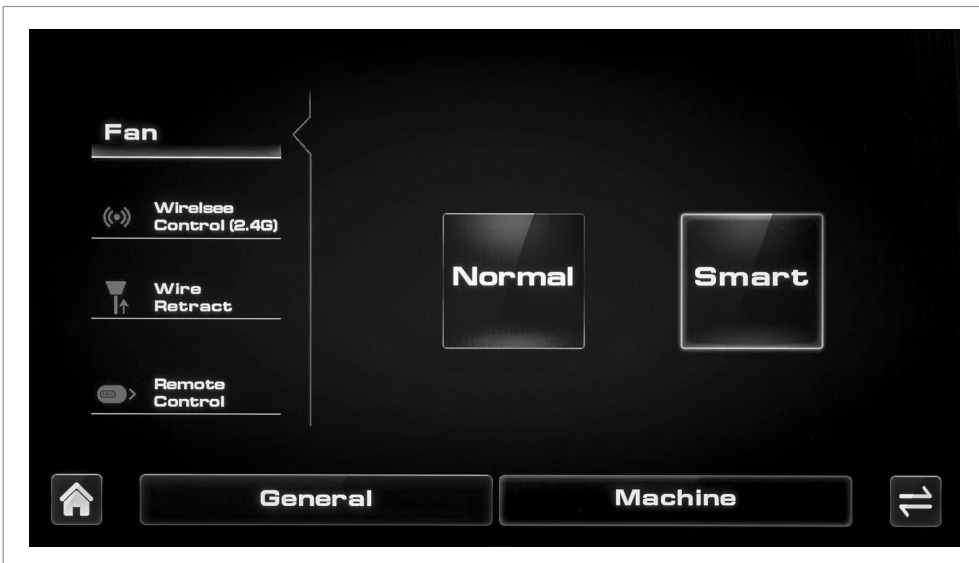 Fan
Wirelsee
Control (2.4G)
Wire
Retract
Remote
Control
Normal
Smart
General
Machine